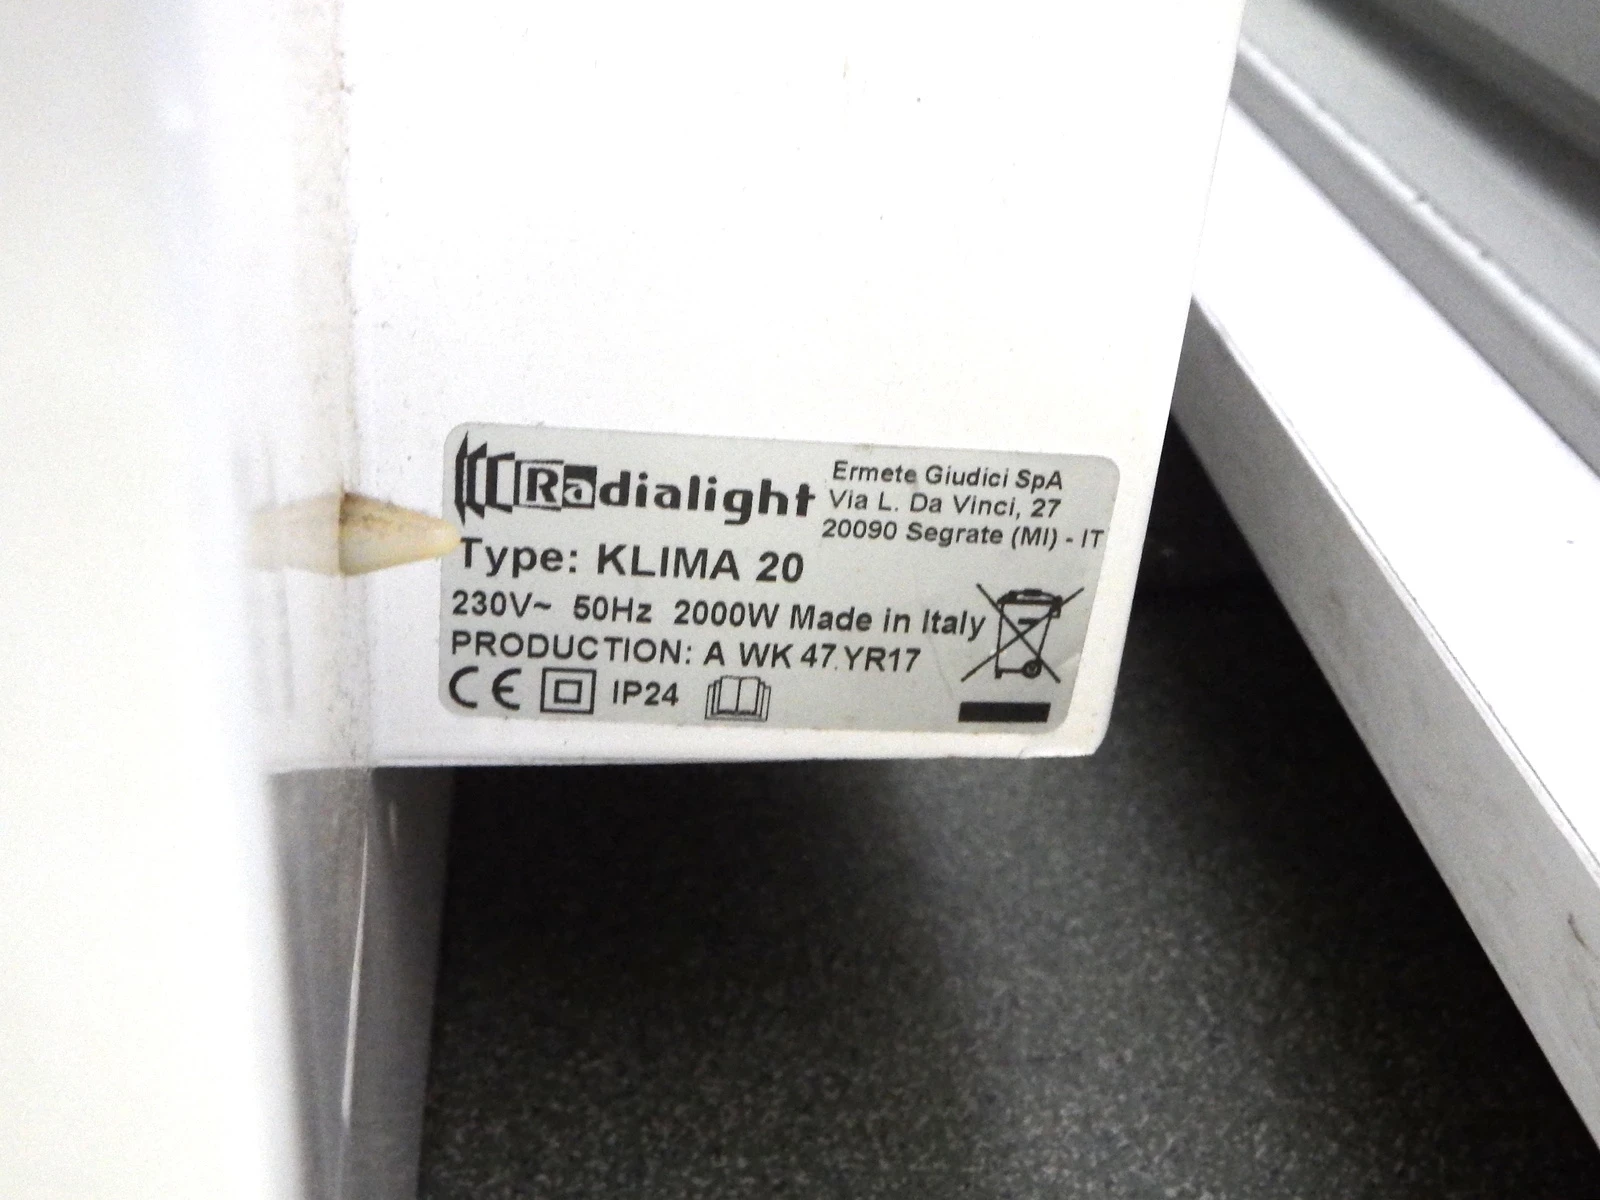 Radialight
Ermete Giudici SpA
Via L. Da Vinci, 27
20090 Segrate (MI) - IT
Type: KLIMA 20
230V~ 50Hz 2000W Made in Italy
PRODUCTION: A WK 47.YR17
CE IP24